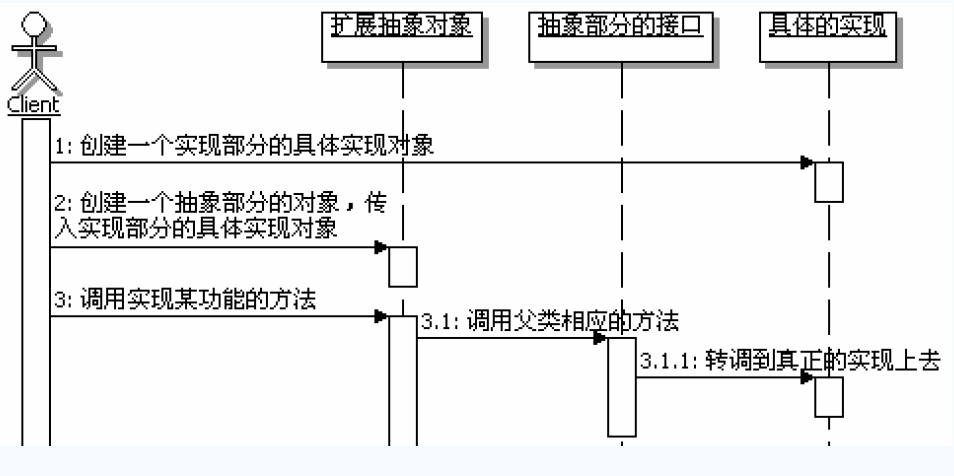 扩展抽象对象
抽象部分的接口
具体的实现
Client
1: 创建一个实现部分的具体实现对象
2: 创建一个抽象部分的对象，传
入实现部分的具体实现对象
3: 调用实现某功能的方法
3.1: 调用父类相应的方法
3.1.1: 转调到真正的实现上去